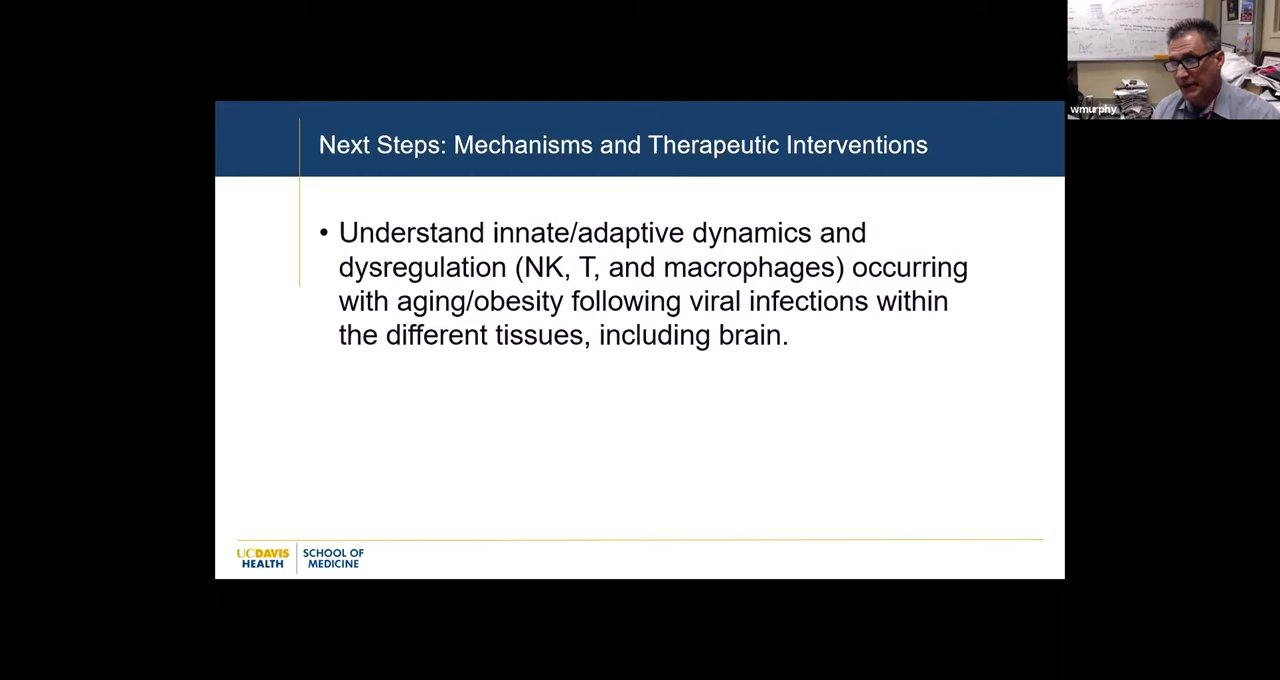 wmurphy
Next Steps: Mechanisms and Therapeutic Interventions
• Understand innate/adaptive dynamics and
dysregulation (NK, T, and macrophages) occurring
with aging/obesity following viral infections within
the different tissues, including brain.
UCDAVIS
HEALTH
SCHOOL OF
MEDICINE